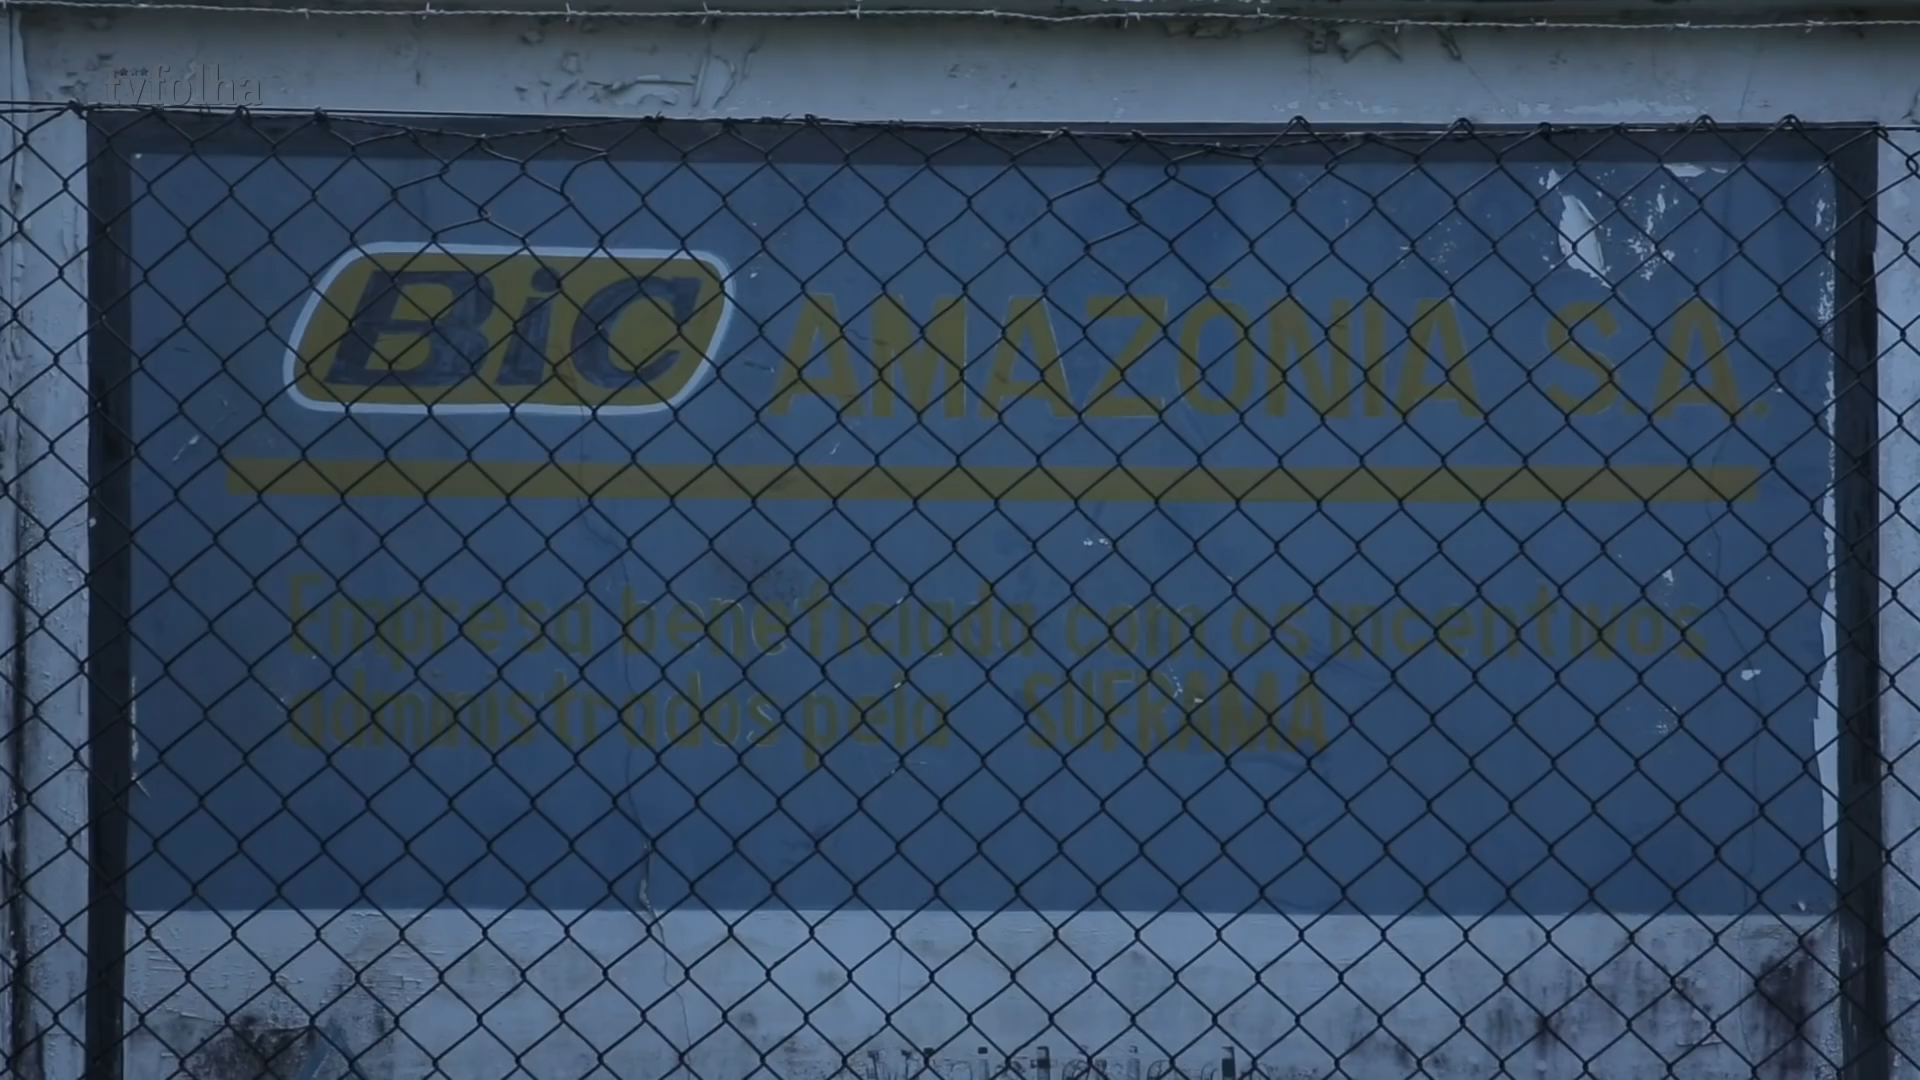 tvfolha
BiC AMAZÔNIA S.A.
Empresa beneficiada com os incentivos
administrados pela SUFRAMA